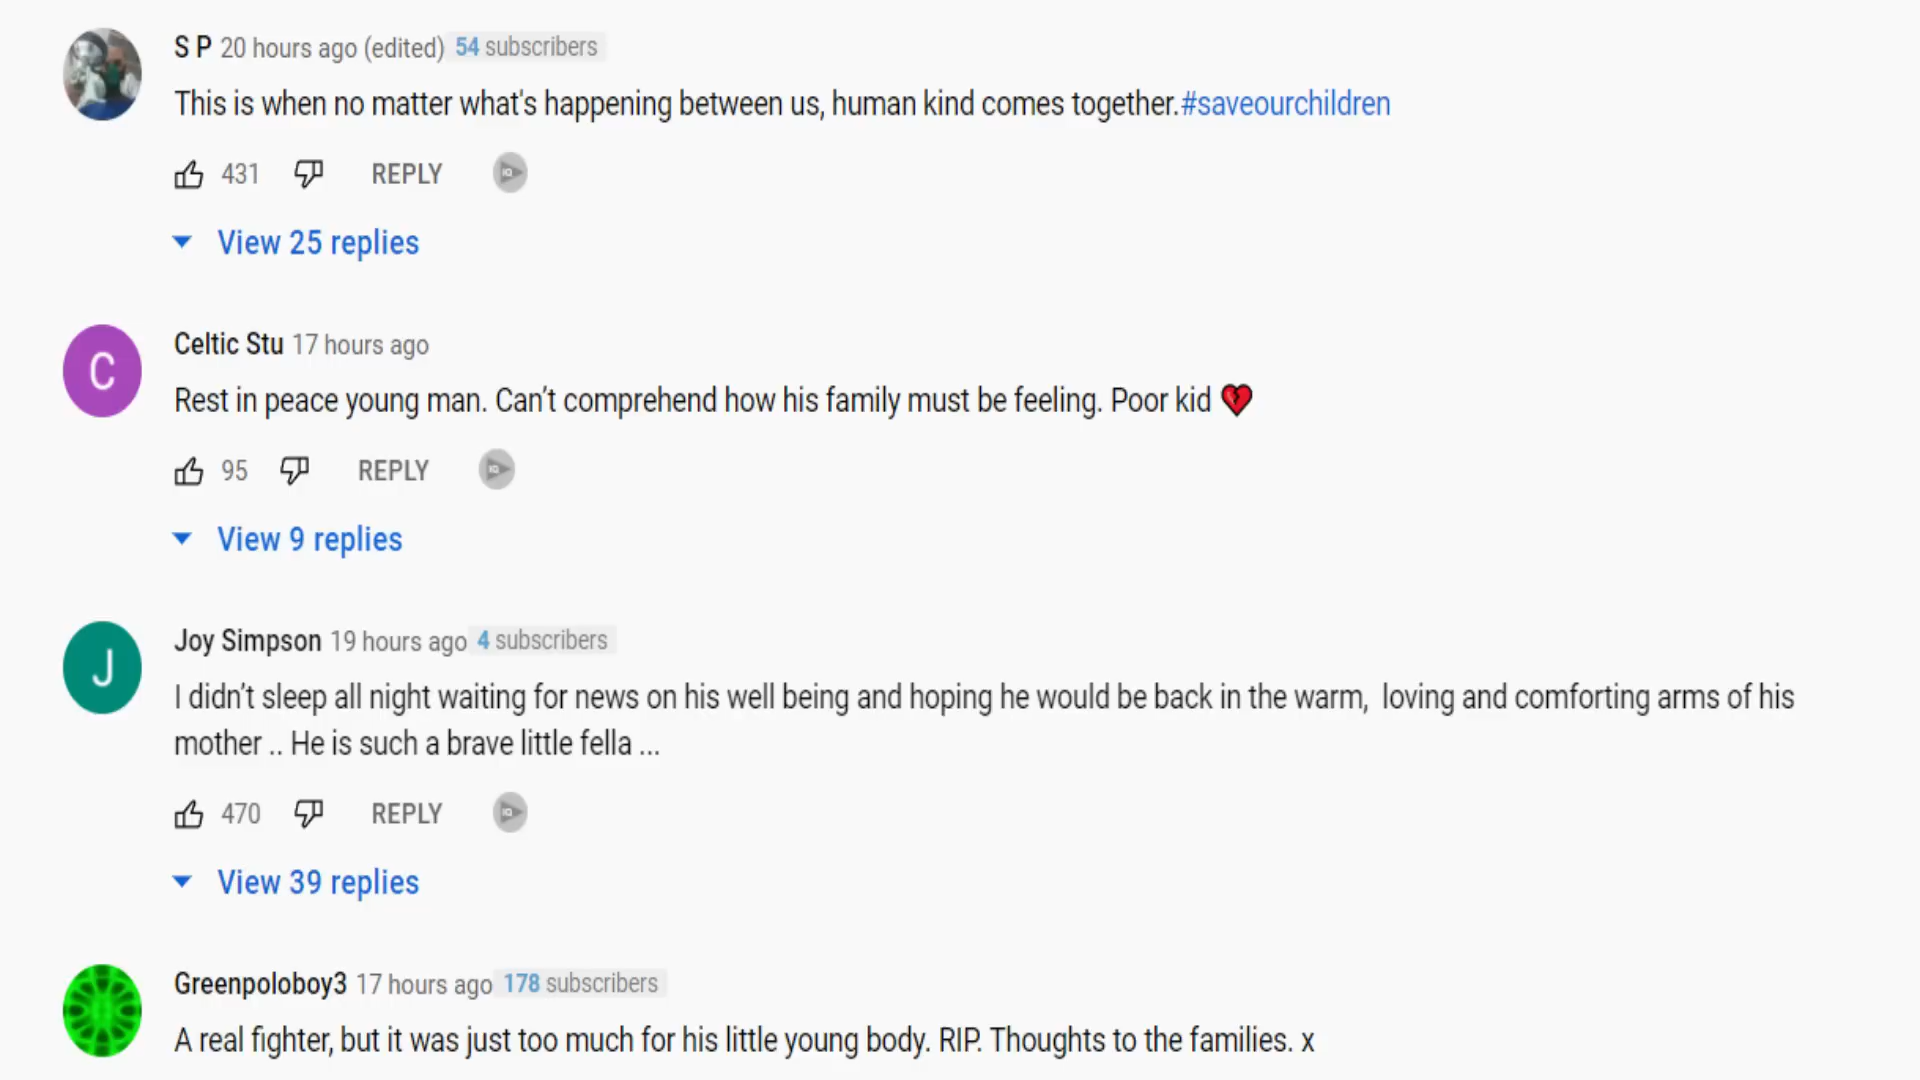 S P 20 hours ago (edited) 54 subscribers
This is when no matter what's happening between us, human kind comes together.#saveourchildren
431 REPLY
View 25 replies
C
Celtic Stu 17 hours ago
Rest in peace young man. Can’t comprehend how his family must be feeling. Poor kid 💔
95 REPLY
View 9 replies
J
Joy Simpson 19 hours ago 4 subscribers
I didn’t sleep all night waiting for news on his well being and hoping he would be back in the warm,  loving and comforting arms of his
mother .. He is such a brave little fella ...
470 REPLY
View 39 replies
Greenpoloboy3 17 hours ago 178 subscribers
A real fighter, but it was just too much for his little young body. RIP. Thoughts to the families. x